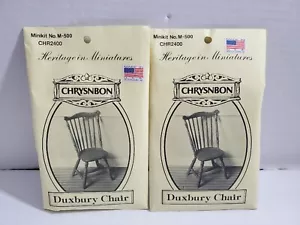 Minikit No. M-500
CHR2400
Heritage in Miniatures
CHRYSNBON
Duxbury Chair
Minikit No. M-500
CHR2400
Heritage in Miniatures
CHRYSNBON
Duxbury Chair